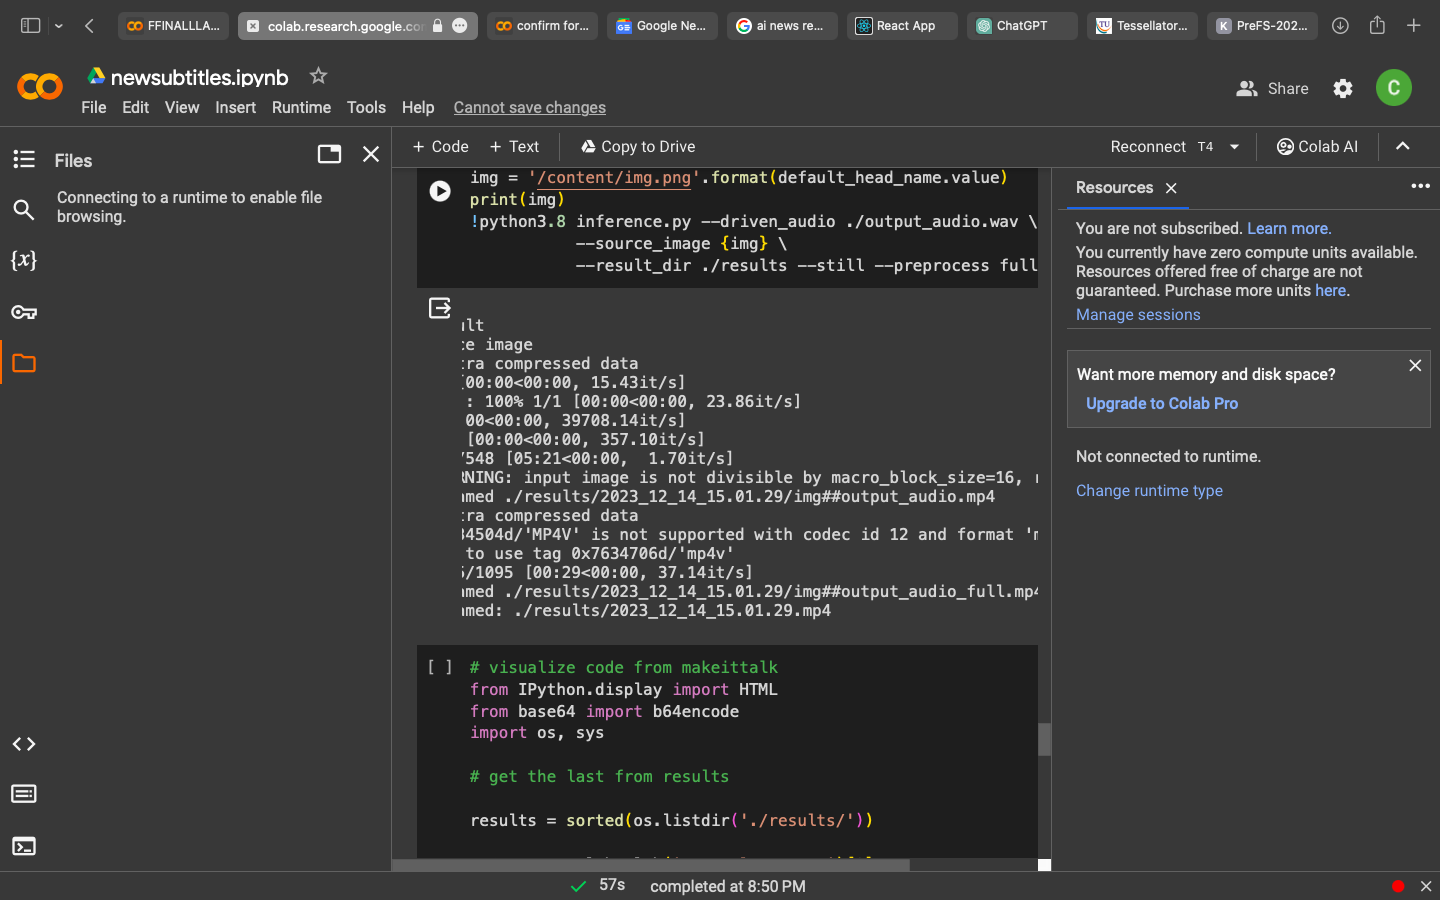 FFINALLLA...
colab.research.google.co
confirm for...
Google Ne...
ai news re...
React App
ChatGPT
Tessellator...
PreFS-202...
newsubtitles.ipynb
File Edit View Insert Runtime Tools Help Cannot save changes
Share
C
Files
Connecting to a runtime to enable file
browsing.
{x}
+ Code + Text Copy to Drive
Reconnect T4
Colab AI
img = '/content/img.png'.format(default_head_name.value)
print(img)
!python3.8 inference.py --driven_audio ./output_audio.wav \
--source_image {img} \
--result_dir ./results --still --preprocess full
lt
e image
ra compressed data
[00:00<00:00, 15.43it/s]
: 100% 1/1 [00:00<00:00, 23.86it/s]
00<00:00, 39708.14it/s]
[00:00<00:00, 357.10it/s]
548 [05:21<00:00,  1.70it/s]
NING: input image is not divisible by macro_block_size=16,
amed ./results/2023_12_14_15.01.29/img##output_audio.mp4
ra compressed data
34504d/'MP4V' is not supported with codec id 12 and format '
to use tag 0x7634706d/'mp4v'
/1095 [00:29<00:00, 37.14it/s]
amed ./results/2023_12_14_15.01.29/img##output_audio_full.mp4
amed: ./results/2023_12_14_15.01.29.mp4
[ ] # visualize code from makeittalk
from IPython.display import HTML
from base64 import b64encode
import os, sys
# get the last from results
results = sorted(os.listdir('./results/'))
Resources
You are not subscribed. Learn more.
You currently have zero compute units available.
Resources offered free of charge are not
guaranteed. Purchase more units here.
Manage sessions
Want more memory and disk space?
Upgrade to Colab Pro
Not connected to runtime.
Change runtime type
57s completed at 8:50 PM